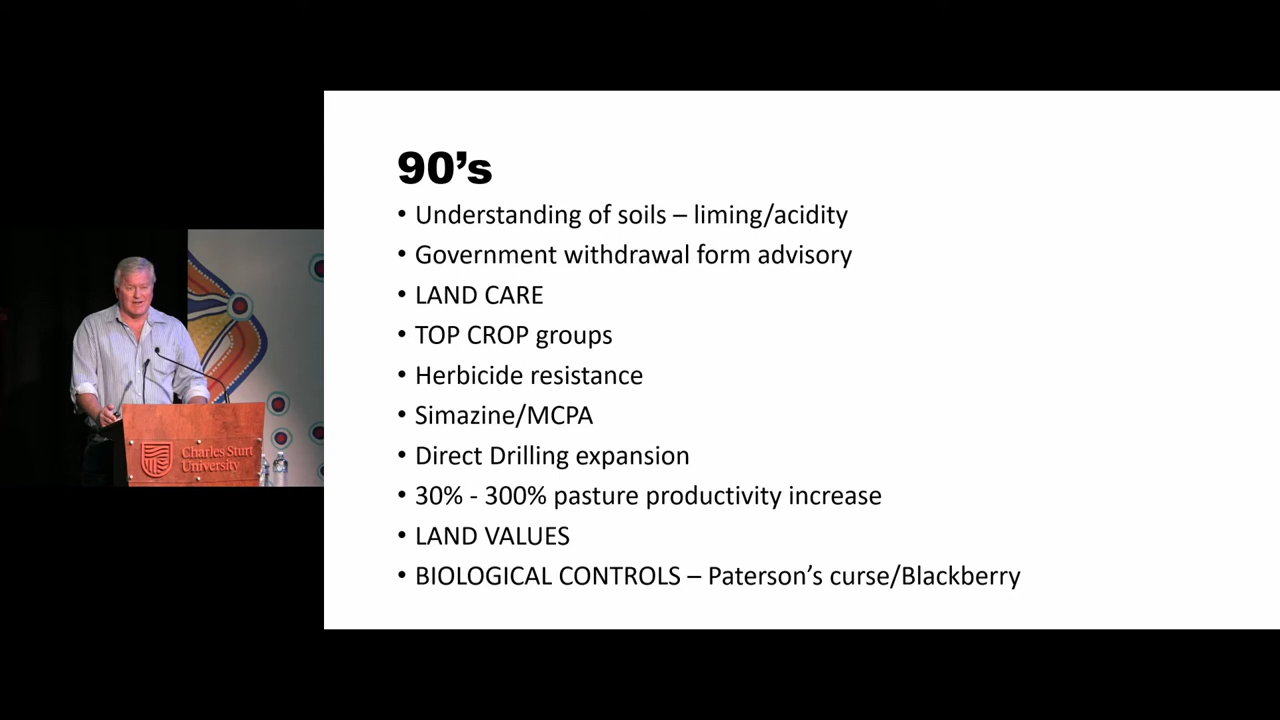 90’s
• Understanding of soils – liming/acidity
• Government withdrawal form advisory
• LAND CARE
• TOP CROP groups
• Herbicide resistance
• Simazine/MCPA
• Direct Drilling expansion
• 30% - 300% pasture productivity increase
• LAND VALUES
• BIOLOGICAL CONTROLS – Paterson’s curse/Blackberry
Charles Sturt
University